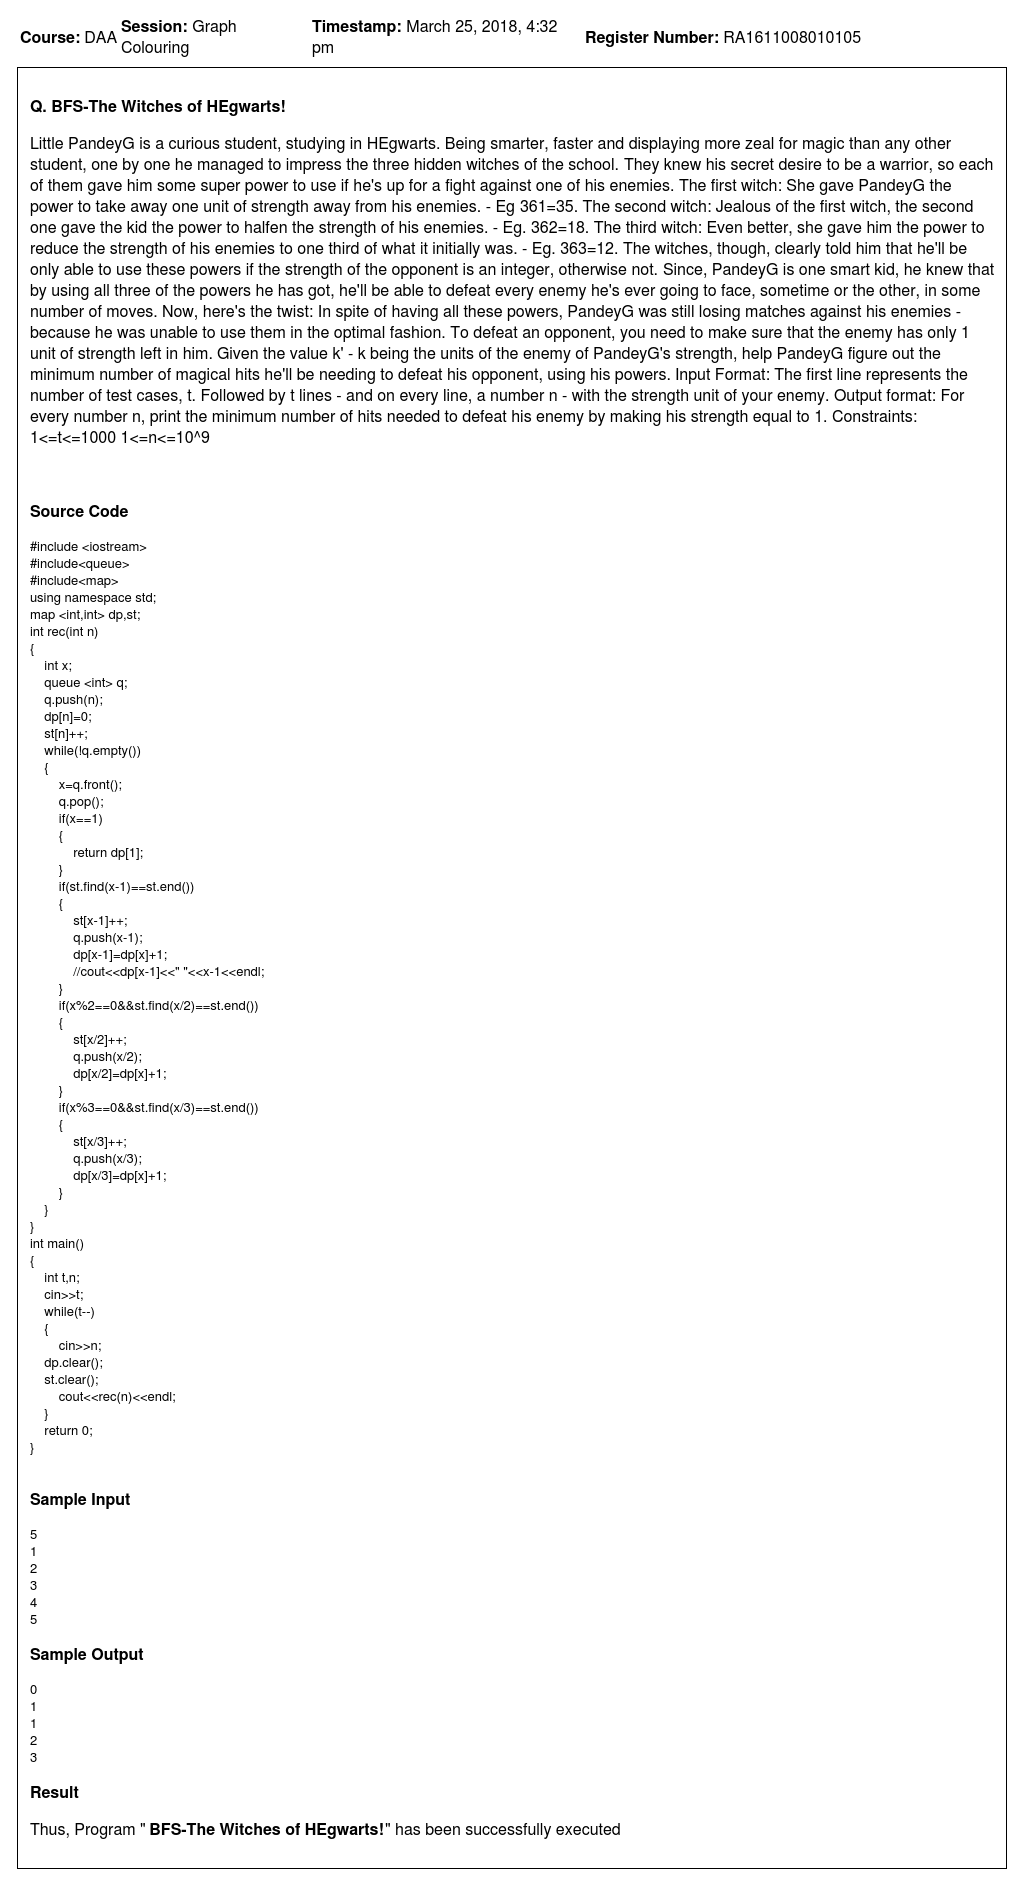 Course: DAA Session: Graph Colouring Timestamp: March 25, 2018, 4:32 pm Register Number: RA1611008010105
Q. BFS-The Witches of HEgwarts!
Little PandeyG is a curious student, studying in HEgwarts. Being smarter, faster and displaying more zeal for magic than any other
student, one by one he managed to impress the three hidden witches of the school. They knew his secret desire to be a warrior, so each
of them gave him some super power to use if he's up for a fight against one of his enemies. The first witch: She gave PandeyG the
power to take away one unit of strength away from his enemies. - Eg 361=35. The second witch: Jealous of the first witch, the second
one gave the kid the power to halfen the strength of his enemies. - Eg. 362=18. The third witch: Even better, she gave him the power to
reduce the strength of his enemies to one third of what it initially was. - Eg. 363=12. The witches, though, clearly told him that he'll be
only able to use these powers if the strength of the opponent is an integer, otherwise not. Since, PandeyG is one smart kid, he knew that
by using all three of the powers he has got, he'll be able to defeat every enemy he's ever going to face, sometime or the other, in some
number of moves. Now, here's the twist: In spite of having all these powers, PandeyG was still losing matches against his enemies -
because he was unable to use them in the optimal fashion. To defeat an opponent, you need to make sure that the enemy has only 1
unit of strength left in him. Given the value k' - k being the units of the enemy of PandeyG's strength, help PandeyG figure out the
minimum number of magical hits he'll be needing to defeat his opponent, using his powers. Input Format: The first line represents the
number of test cases, t. Followed by t lines - and on every line, a number n - with the strength unit of your enemy. Output format: For
every number n, print the minimum number of hits needed to defeat his enemy by making his strength equal to 1. Constraints:
1<=t<=1000 1<=n<=10^9
Source Code
#include <iostream>
#include<queue>
#include<map>
using namespace std;
map <int,int> dp,st;
int rec(int n)
{
int x;
queue <int> q;
q.push(n);
dp[n]=0;
st[n]++;
while(!q.empty())
{
x=q.front();
q.pop();
if(x==1)
{
return dp[1];
}
if(st.find(x-1)==st.end())
{
st[x-1]++;
q.push(x-1);
dp[x-1]=dp[x]+1;
//cout<<dp[x-1]<<" "<<x-1<<endl;
}
if(x%2==0&&st.find(x/2)==st.end())
{
st[x/2]++;
q.push(x/2);
dp[x/2]=dp[x]+1;
}
if(x%3==0&&st.find(x/3)==st.end())
{
st[x/3]++;
q.push(x/3);
dp[x/3]=dp[x]+1;
}
}
}
int main()
{
int t,n;
cin>>t;
while(t--)
{
cin>>n;
dp.clear();
st.clear();
cout<<rec(n)<<endl;
}
return 0;
}
Sample Input
5
1
2
3
4
5
Sample Output
0
1
1
2
3
Result
Thus, Program " BFS-The Witches of HEgwarts!" has been successfully executed